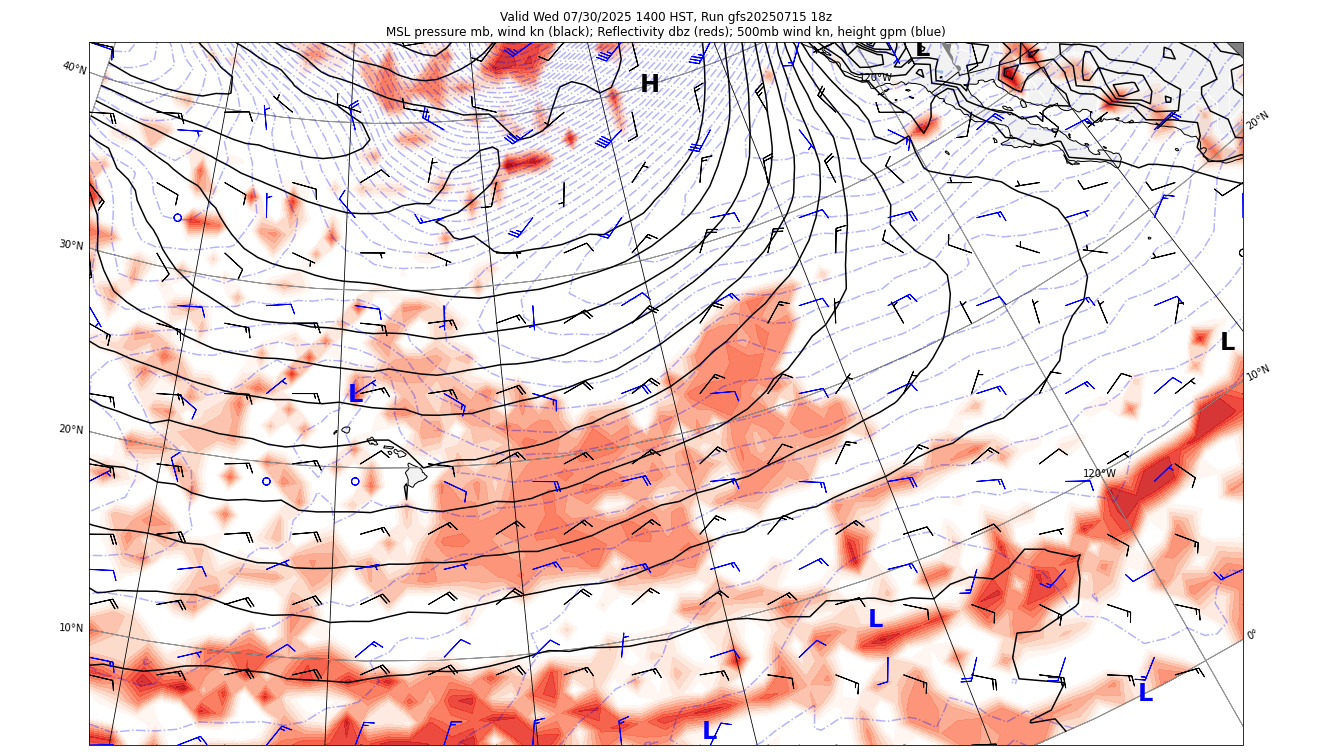 Valid Wed 07/30/2025 1400 HST, Run gfs20250715 18z
MSL pressure mb, wind kn (black); Reflectivity dbz (reds); 500mb wind kn, height gpm (blue)
L
40°N
H
120°W
20°N
30°N
L
10°N
L
20°N
120°W
10°N
L
0°
L
L